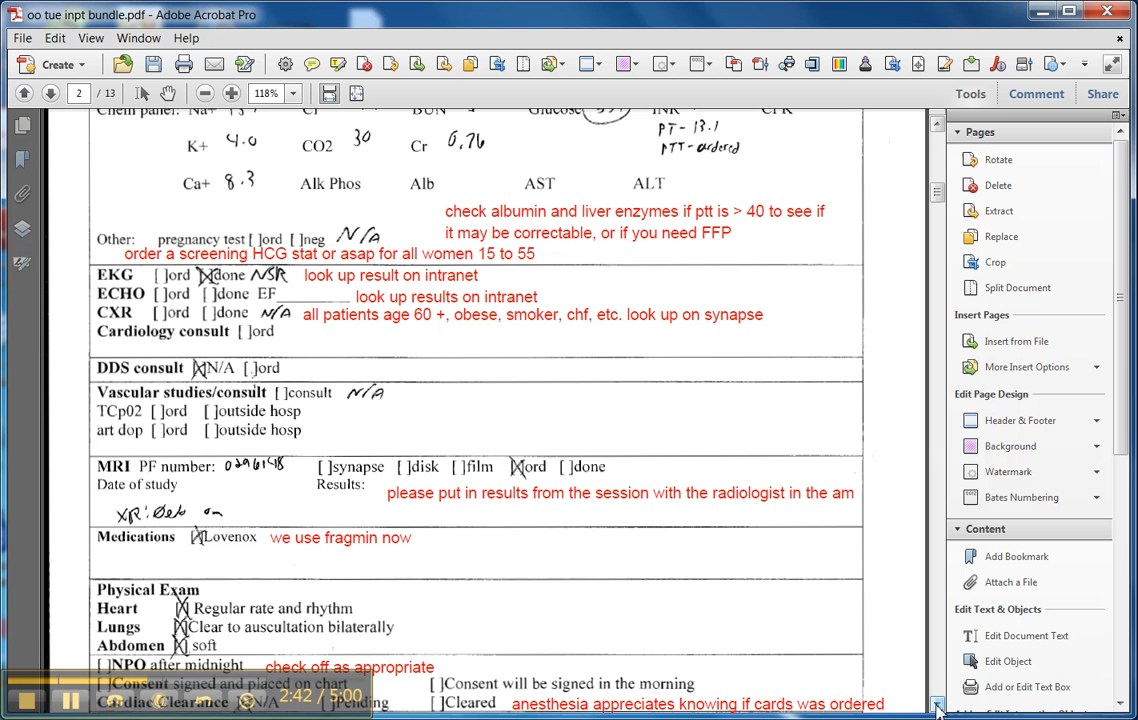 oo tue inpt bundle.pdf - Adobe Acrobat Pro
File Edit View Window Help
Create
2 / 13 118% Tools Comment Share
Chem panel: Na+ Cl BUN Glucose INR CPK
PT - 13.1
K+ 4.0 CO2 30 Cr 0.76 PTT-ordered
Ca+ 8.3 Alk Phos Alb AST ALT
check albumin and liver enzymes if ptt is > 40 to see if
it may be correctable, or if you need FFP
Other: pregnancy test [ ]ord [ ]neg N/A
order a screening HCG stat or asap for all women 15 to 55
EKG [ ]ord [X]done NSR look up result on intranet
ECHO [ ]ord [ ]done EF__________ look up results on intranet
CXR [ ]ord [ ]done N/A all patients age 60 +, obese, smoker, chf, etc. look up on synapse
Cardiology consult [ ]ord
DDS consult [X]N/A [ ]ord
Vascular studies/consult [ ]consult N/A
TCp02 [ ]ord [ ]outside hosp
art dop [ ]ord [ ]outside hosp
MRI PF number: [ ]synapse [ ]disk [ ]film [X]ord [ ]done
Date of study Results:
please put in results from the session with the radiologist in the am
XR:
Medications [X]Lovenox we use fragmin now
Physical Exam
Heart [X] Regular rate and rhythm
Lungs [X]Clear to auscultation bilaterally
Abdomen [X] soft
[ ]NPO after midnight check off as appropriate
[ ]Consent signed and placed on chart [ ]Consent will be signed in the morning
Cardiac Clearance N/A [ ]Pending [ ]Cleared anesthesia appreciates knowing if cards was ordered
2:42 / 5:00
Pages
Rotate
Delete
Extract
Replace
Crop
Split Document
Insert Pages
Insert from File
More Insert Options
Edit Page Design
Header & Footer
Background
Watermark
Bates Numbering
Content
Add Bookmark
Attach a File
Edit Text & Objects
Edit Document Text
Edit Object
Add or Edit Text Box